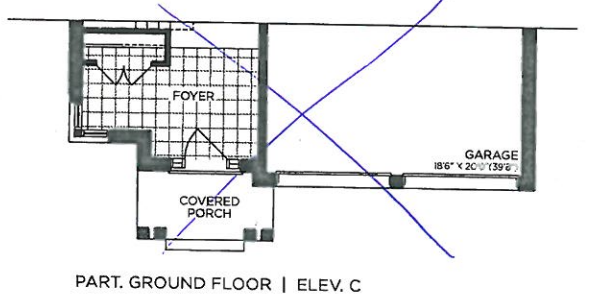 FOYER
GARAGE
18'6" X 20'0"(39'8")
COVERED
PORCH
PART. GROUND FLOOR | ELEV. C